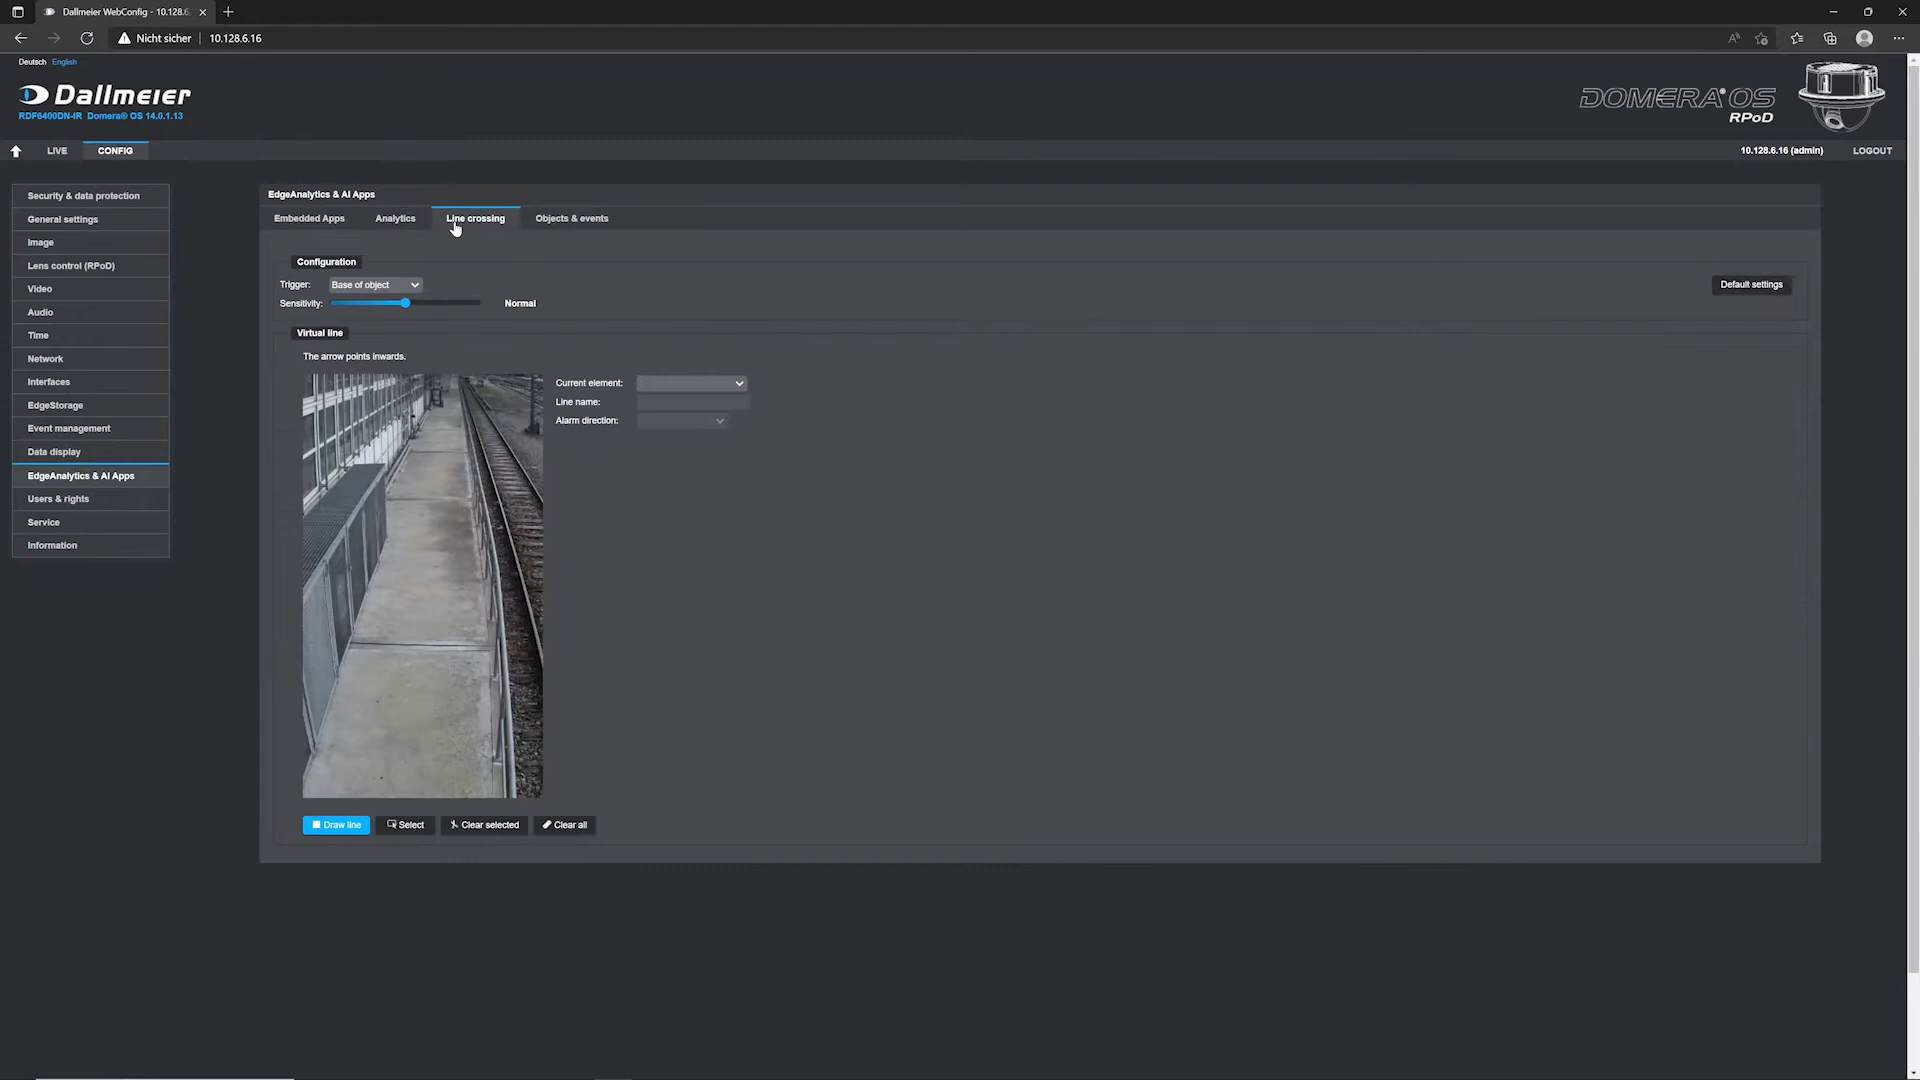 Dallmeier WebConfig - 10.128.6.
Nicht sicher 10.128.6.16
Deutsch English
Dallmeier
RDF6400DN-IR Domera® OS 14.0.1.13
DOMERA® OS
RPoD
LIVE CONFIG 10.128.6.16 (admin) LOGOUT
Security & data protection
General settings
Image
Lens control (RPoD)
Video
Audio
Time
Network
Interfaces
EdgeStorage
Event management
Data display
EdgeAnalytics & AI Apps
Users & rights
Service
Information
EdgeAnalytics & AI Apps
Embedded Apps Analytics Line crossing Objects & events
Configuration
Trigger: Base of object Default settings
Sensitivity: Normal
Virtual line
The arrow points inwards.
Current element:
Line name:
Alarm direction:
Draw line Select Clear selected Clear all